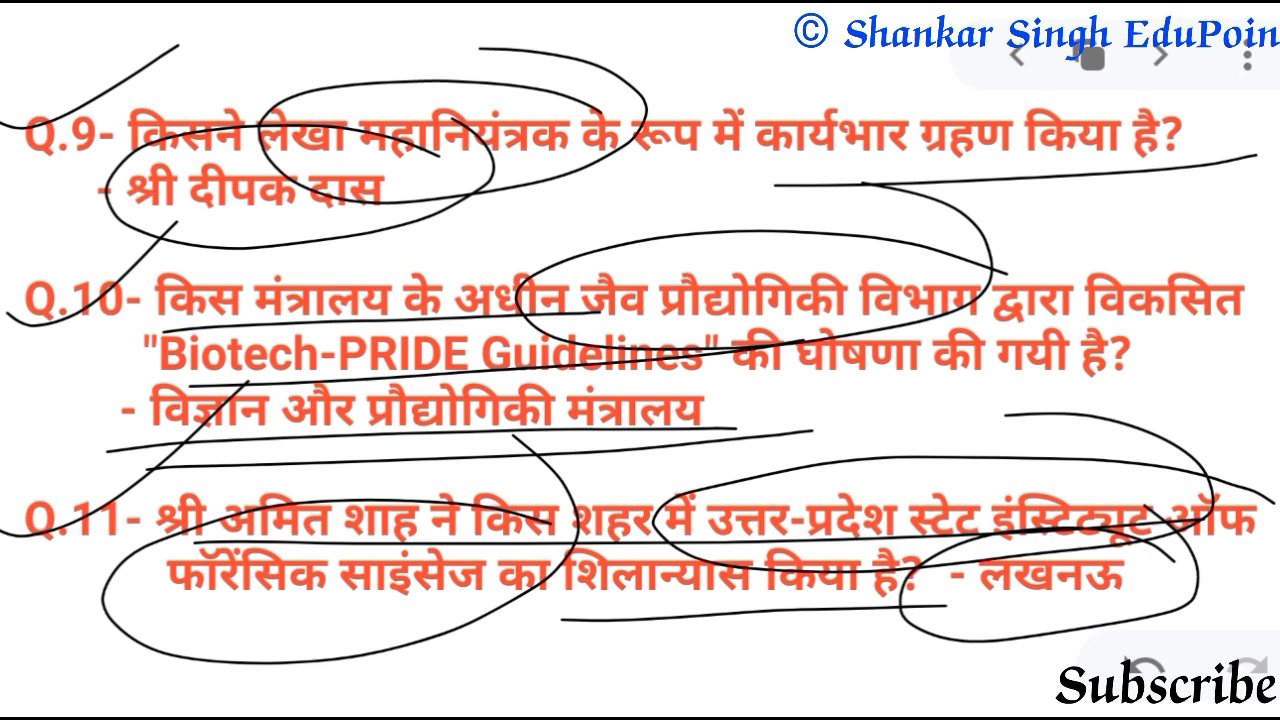 © Shankar Singh EduPoin
Q.9- किसने लेखा महानियंत्रक के रूप में कार्यभार ग्रहण किया है?
- श्री दीपक दास
Q.10- किस मंत्रालय के अधीन जैव प्रौद्योगिकी विभाग द्वारा विकसित
"Biotech-PRIDE Guidelines" की घोषणा की गयी है?
- विज्ञान और प्रौद्योगिकी मंत्रालय
Q.11- श्री अमित शाह ने किस शहर में उत्तर-प्रदेश स्टेट इंस्टिट्यूट ऑफ
फॉरेंसिक साइंसेज का शिलान्यास किया है? - लखनऊ
Subscribe